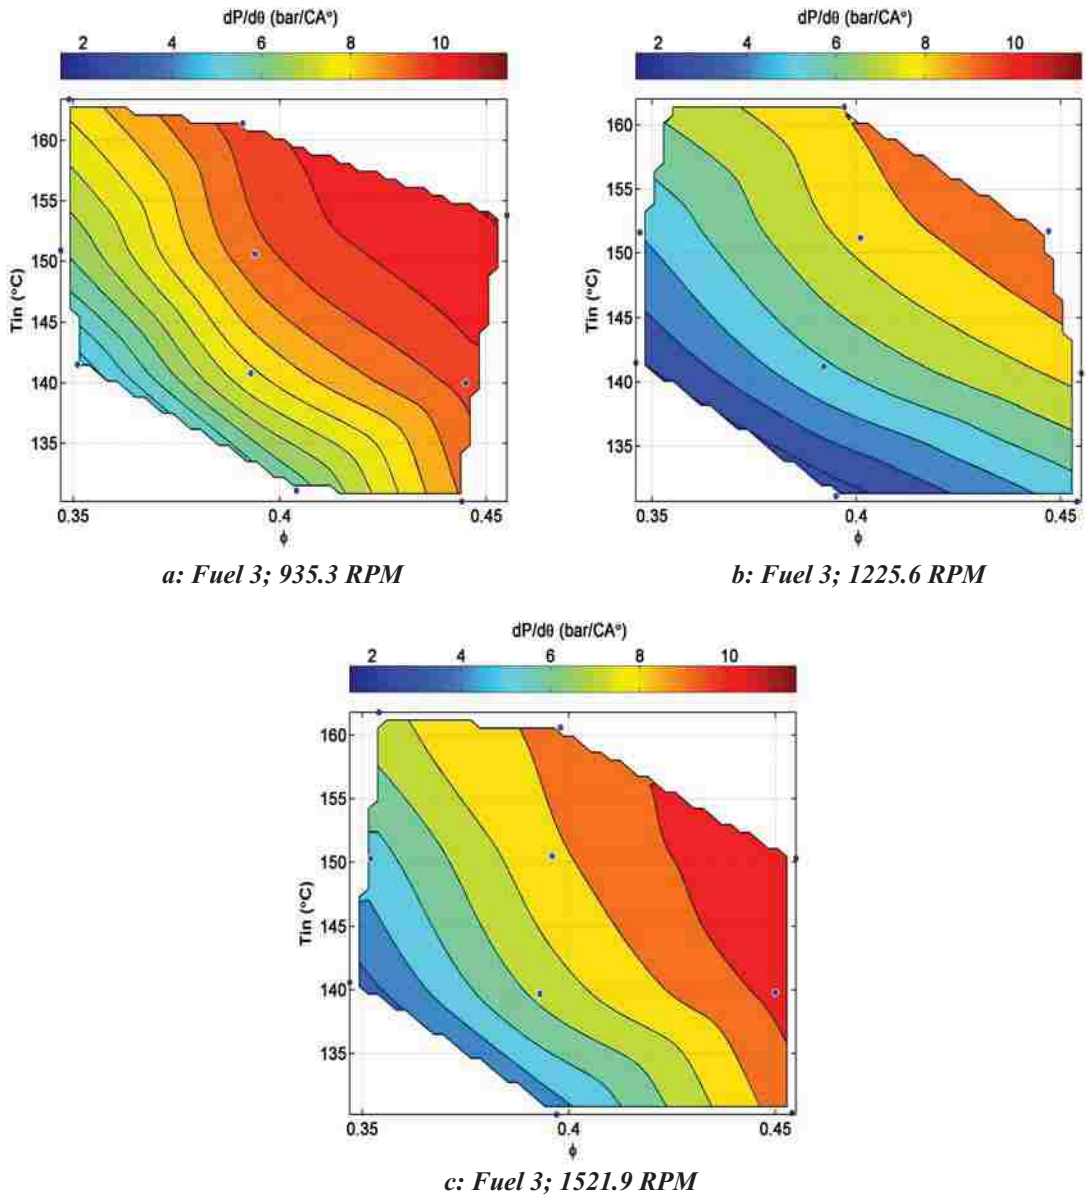 dP/dθ (bar/CA°)
dP/dθ (bar/CA°)
2 4 6 8 10
2 4 6 8 10
160
155
150
145
140
135
Tin (°C)
0.35 0.4 0.45
ϕ
160
155
150
145
140
135
Tin (°C)
0.35 0.4 0.45
ϕ
a: Fuel 3; 935.3 RPM
b: Fuel 3; 1225.6 RPM
dP/dθ (bar/CA°)
2 4 6 8 10
160
155
150
145
140
135
Tin (°C)
0.35 0.4 0.45
ϕ
c: Fuel 3; 1521.9 RPM